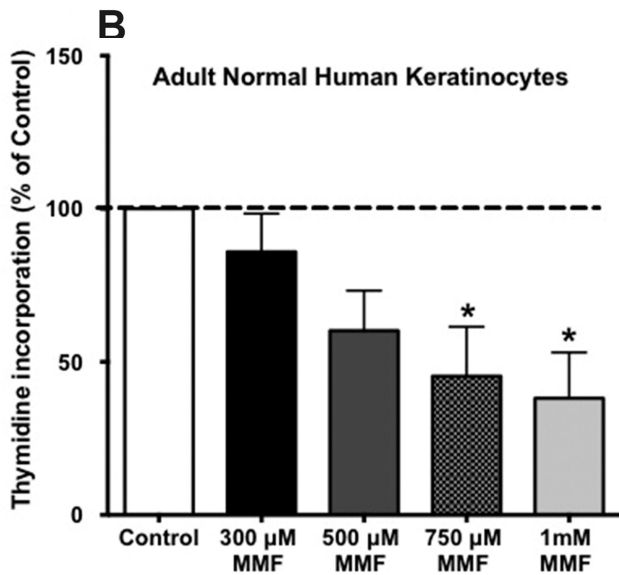 B
Adult Normal Human Keratinocytes
Thymidine incorporation (% of Control)
150
100
50
0
*
*
Control
300 µM
MMF
500 µM
MMF
750 µM
MMF
1mM
MMF